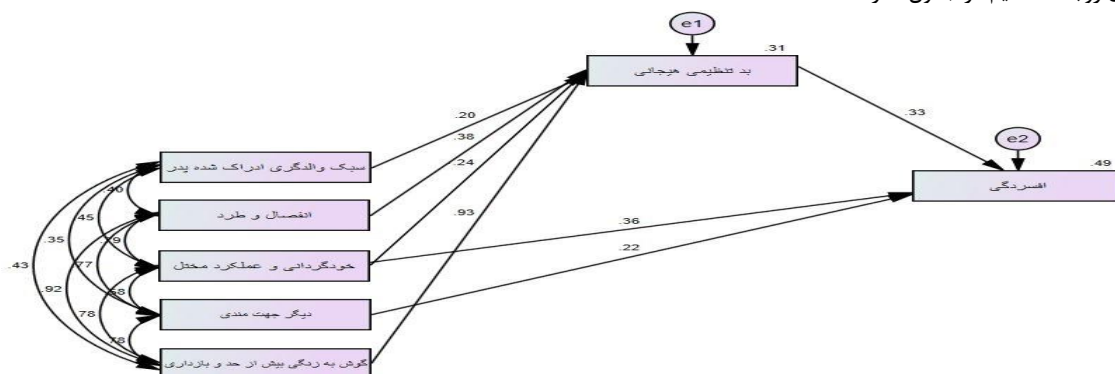 e1
.31
بد تنظیمی هیجانی
.20
.33
.38
e2
.24
.49
سبک والدگری ادراک شده پدر
.40
افسردگی
.45
انفصال و طرد
.93
.36
.35
.79
.22
.43
.77
خودگردانی و عملکرد مختل
.92
.68
.78
دیگر جهت مندی
.78
گوش به زنگی بیش از حد و بازداری